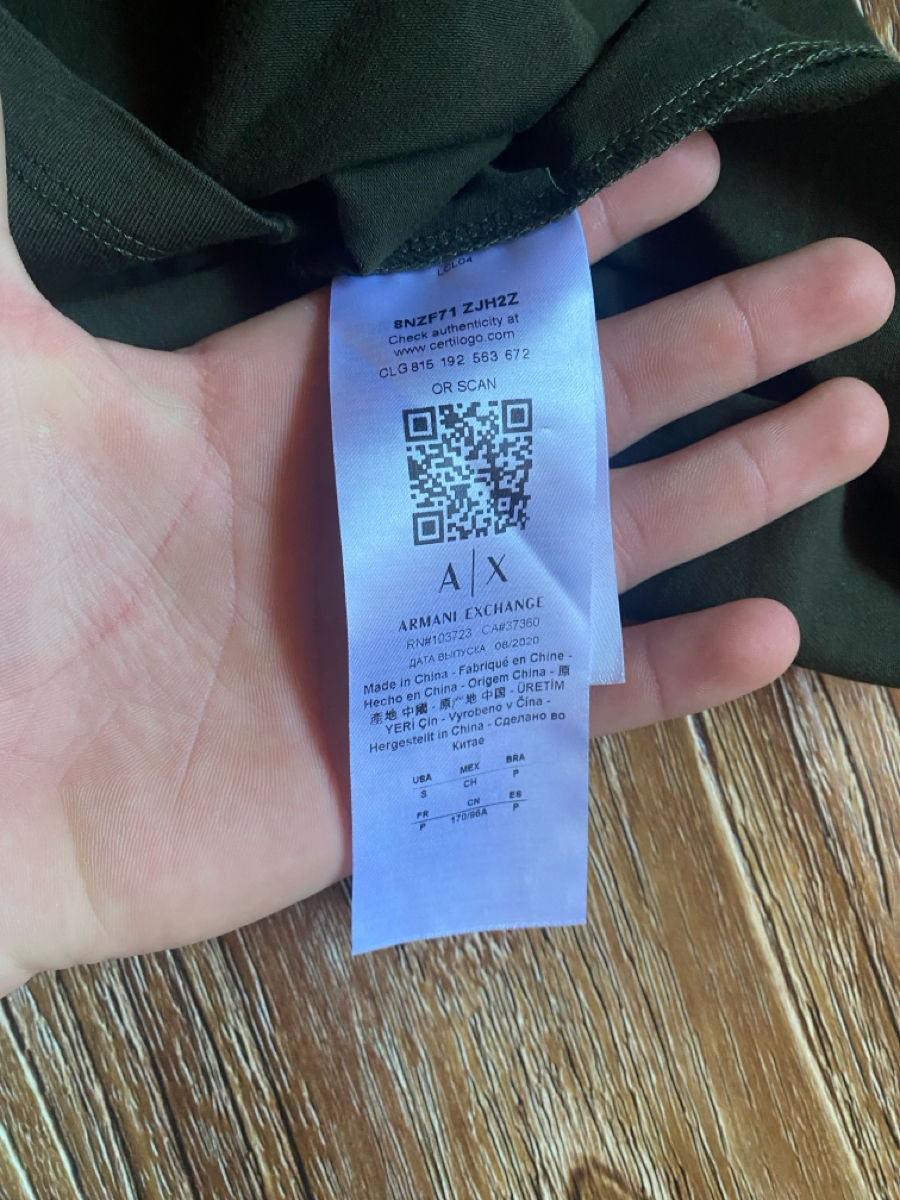 LCL04
8NZF71 ZJH2Z
Check authenticity at
www.certilogo.com
CLG 815 192 563 672
OR SCAN
A|X
ARMANI EXCHANGE
RN#103723 CA#37360
ДАТА ВЫПУСКА 06/2020
Made in China - Fabriqué en Chine -
Hecho en China - Origem China - 原
產地 中國 - 原产地 中国 - ÜRETİM
YERİ Çin - Vyrobeno v Čina -
Hergestellt in China - Сделано во
Китае
USA MEX BRA
S CH P
FR CN ES
P 170/96A P